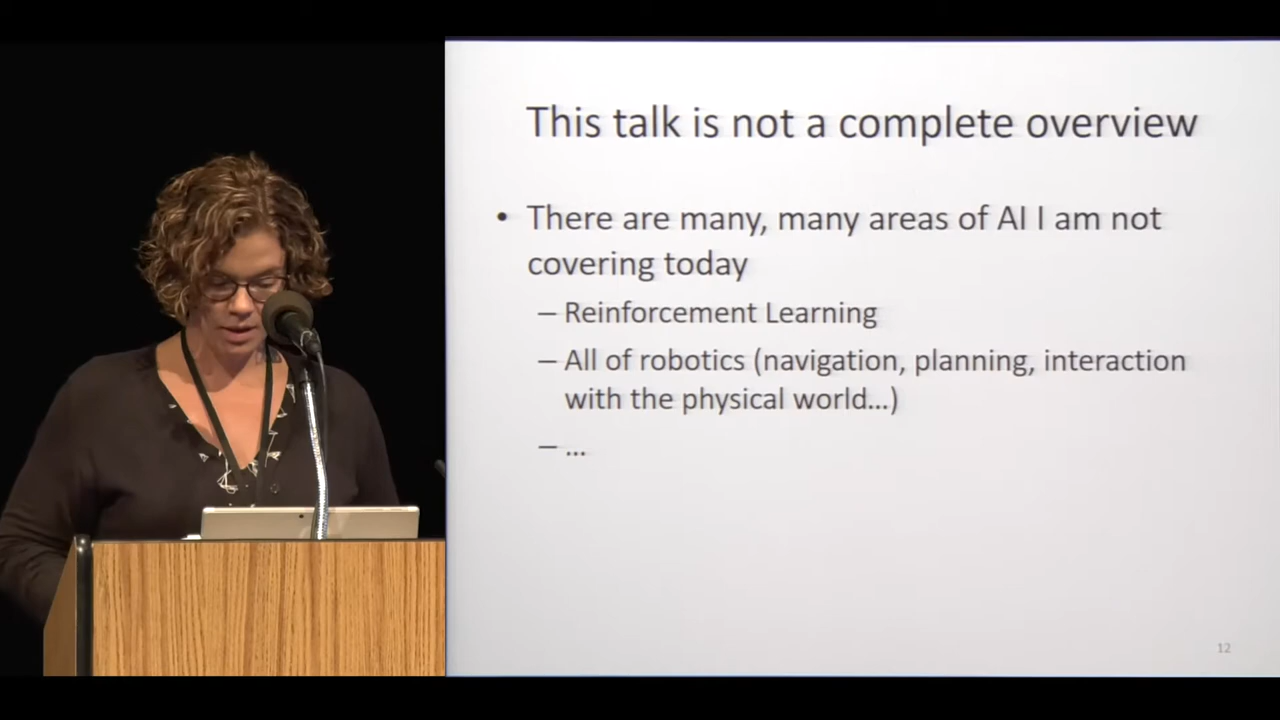 This talk is not a complete overview
• There are many, many areas of AI I am not
covering today
– Reinforcement Learning
– All of robotics (navigation, planning, interaction
with the physical world…)
– …
12